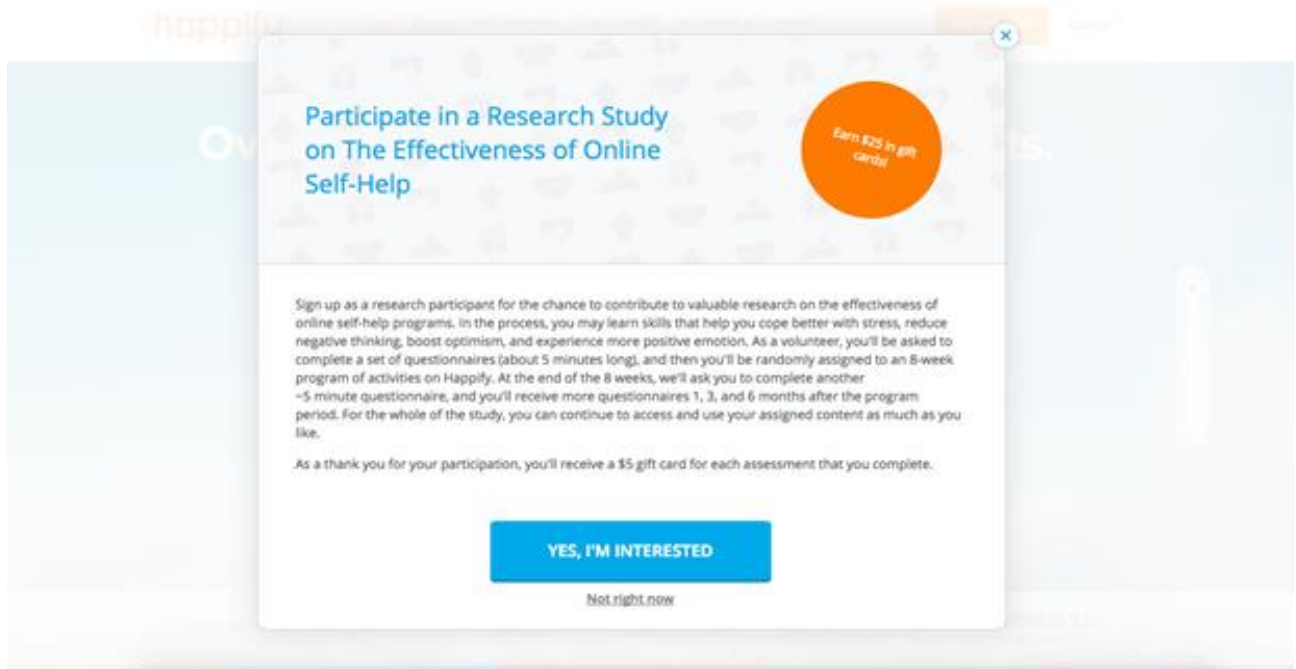 happify
Participate in a Research Study
on The Effectiveness of Online
Self-Help
Earn $25 in gift
cards!
Sign up as a research participant for the chance to contribute to valuable research on the effectiveness of
online self-help programs. In the process, you may learn skills that help you cope better with stress, reduce
negative thinking, boost optimism, and experience more positive emotion. As a volunteer, you'll be asked to
complete a set of questionnaires (about 5 minutes long), and then you'll be randomly assigned to an 8-week
program of activities on Happify. At the end of the 8 weeks, we'll ask you to complete another
~5 minute questionnaire, and you'll receive more questionnaires 1, 3, and 6 months after the program
period. For the whole of the study, you can continue to access and use your assigned content as much as you
like.
As a thank you for your participation, you'll receive a $5 gift card for each assessment that you complete.
YES, I'M INTERESTED
Not right now